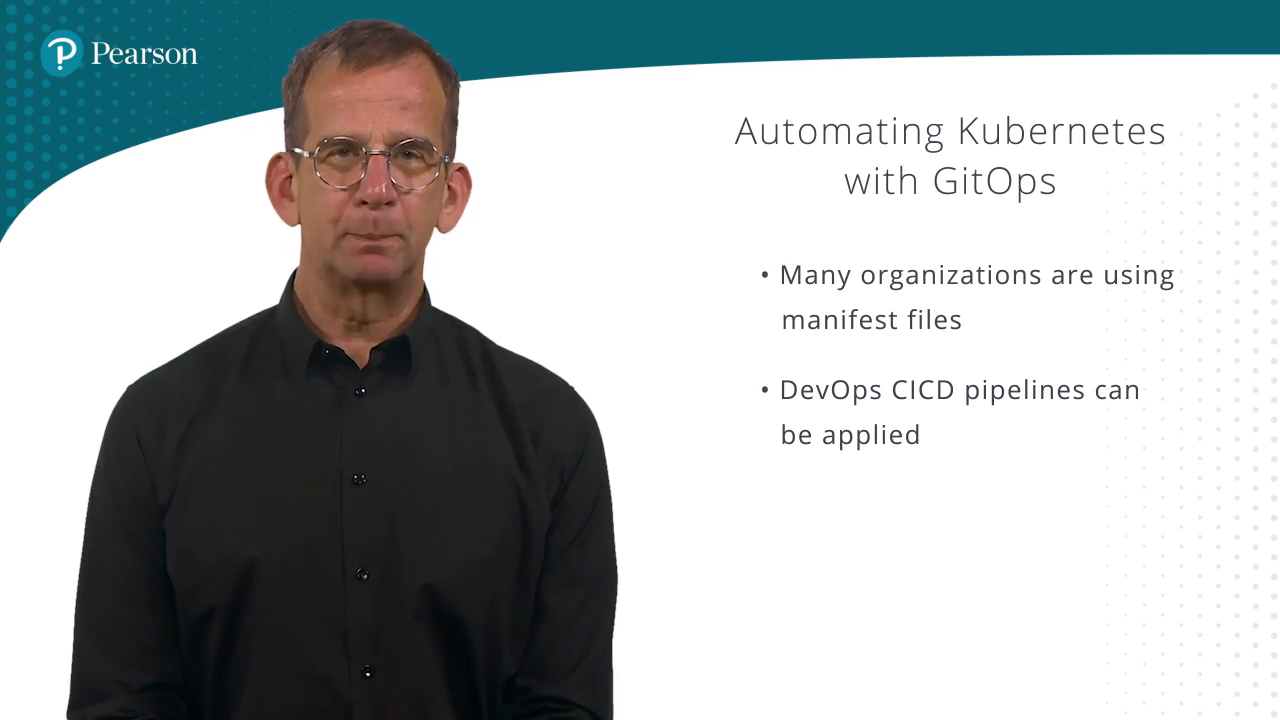 Pearson
Automating Kubernetes
with GitOps
• Many organizations are using
manifest files
• DevOps CICD pipelines can
be applied